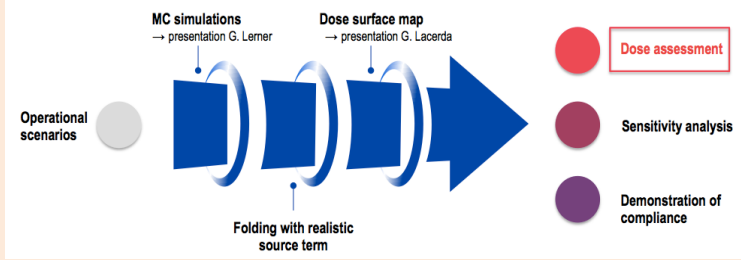 MC simulations
→ presentation G. Lerner
Dose surface map
→ presentation G. Lacerda
Operational
scenarios
Folding with realistic
source term
Dose assessment
Sensitivity analysis
Demonstration of
compliance